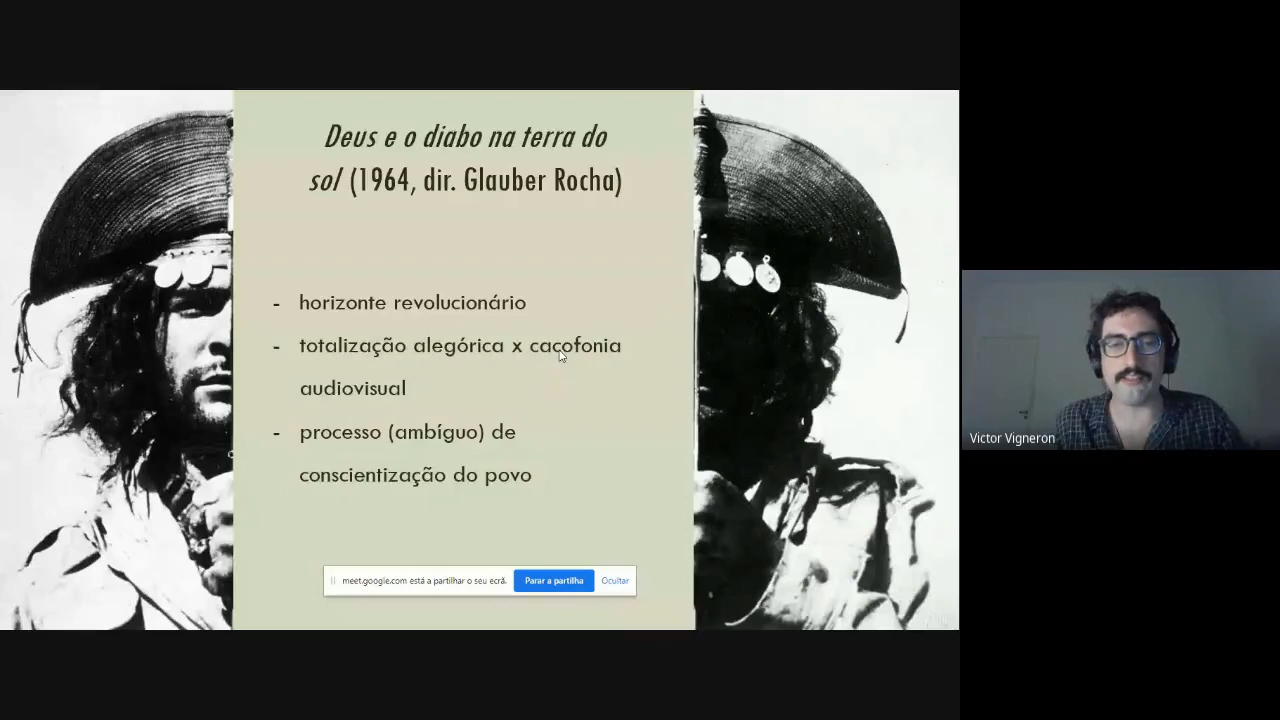 Deus e o diabo na terra do
sol (1964, dir. Glauber Rocha)
- horizonte revolucionário
- totalização alegórica x cacofonia
audiovisual
- processo (ambíguo) de
conscientização do povo
meet.google.com está a partilhar o seu ecrã. Parar a partilha Ocultar
Victor Vigneron